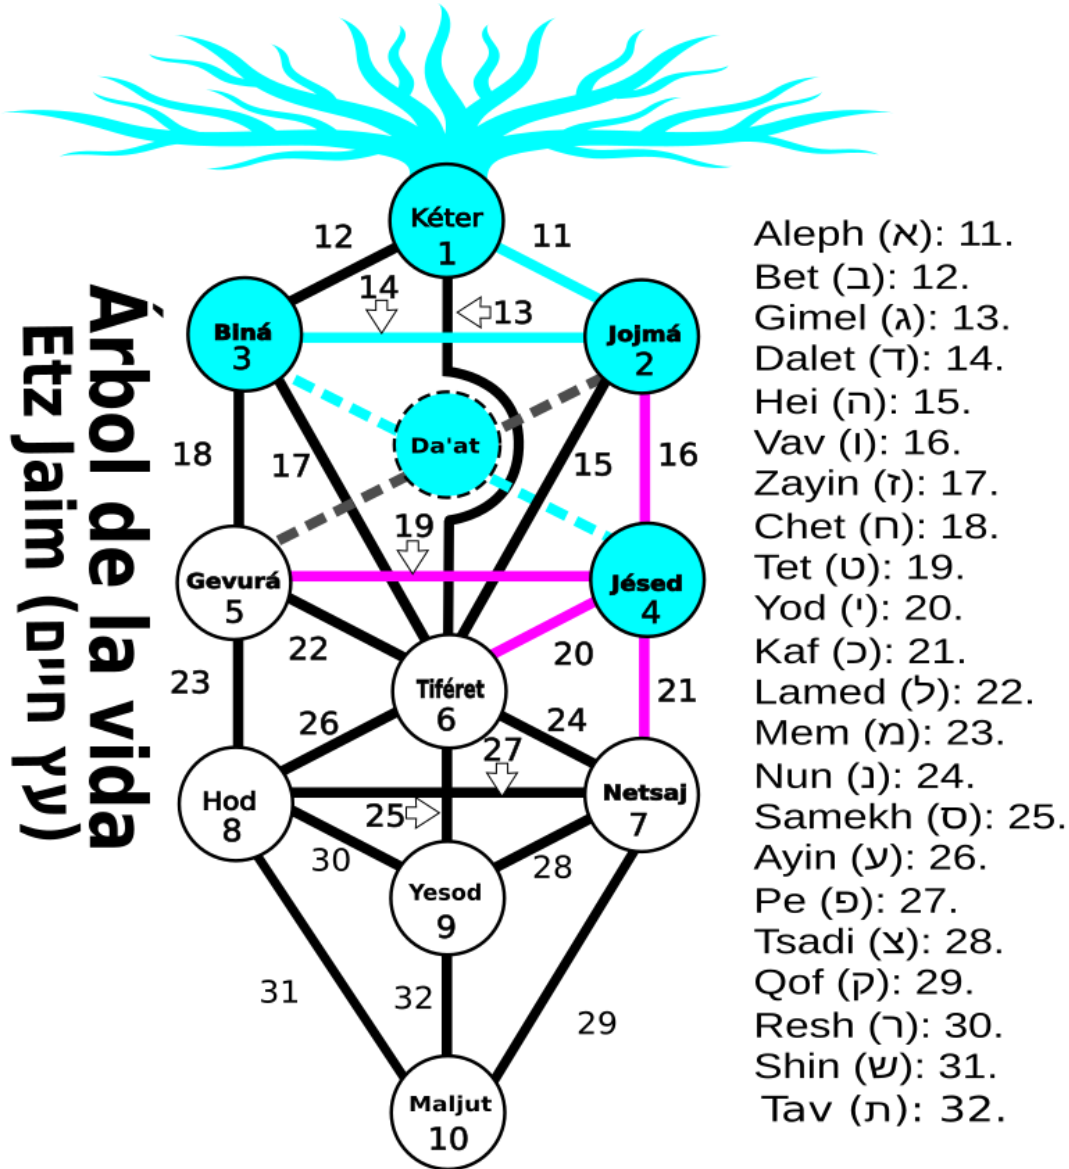 Árbol de la vida
Etz Jaim (עץ חיים)
Kéter
1
12
11
14
13
Biná
3
Jojmá
2
Da'at
18
17
15
16
19
Gevurá
5
Jésed
4
22
20
23
21
Tiféret
6
26
24
27
Hod
8
25
Netsaj
7
30
28
Yesod
9
31
32
29
Maljut
10
Aleph (א): 11.
Bet (ב): 12.
Gimel (ג): 13.
Dalet (ד): 14.
Hei (ה): 15.
Vav (ו): 16.
Zayin (ז): 17.
Chet (ח): 18.
Tet (ט): 19.
Yod (י): 20.
Kaf (כ): 21.
Lamed (ל): 22.
Mem (מ): 23.
Nun (נ): 24.
Samekh (ס): 25.
Ayin (ע): 26.
Pe (פ): 27.
Tsadi (צ): 28.
Qof (ק): 29.
Resh (ר): 30.
Shin (ש): 31.
Tav (ת): 32.